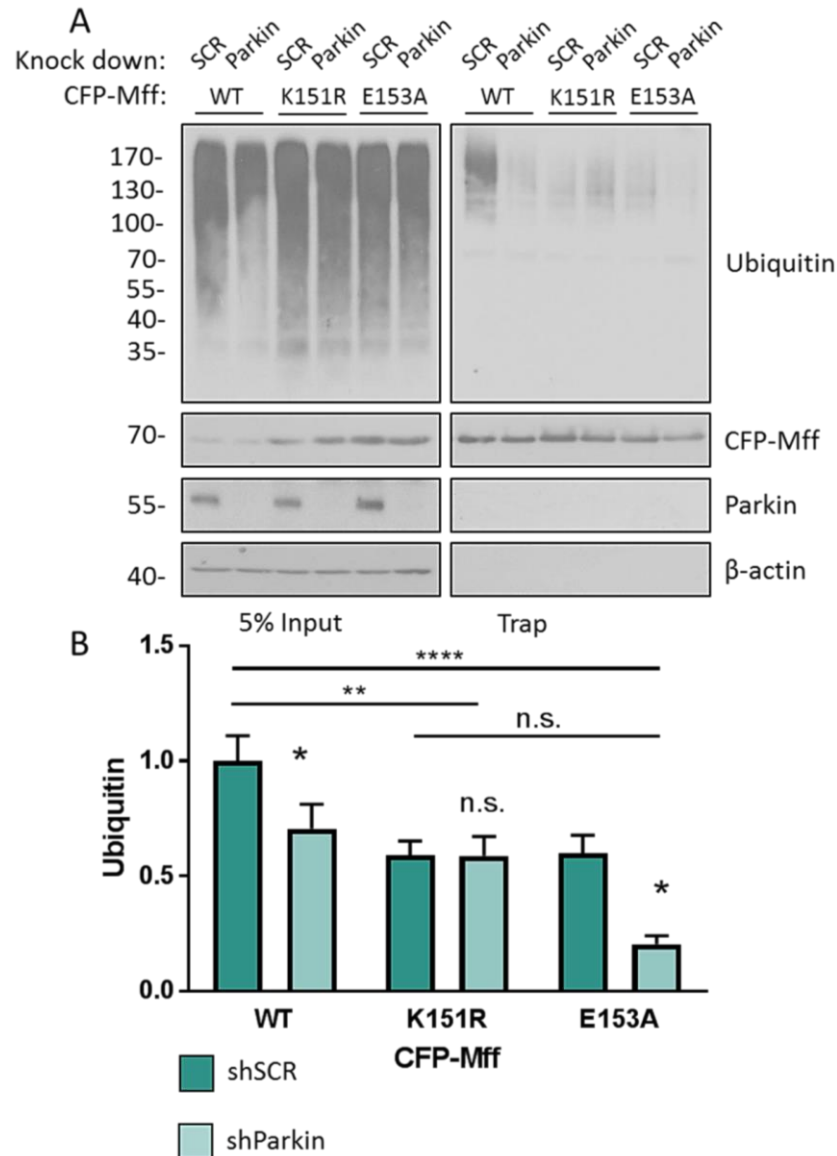 A
Knock down: SCR Parkin SCR Parkin SCR Parkin SCR Parkin SCR Parkin SCR Parkin
CFP-Mff: WT K151R E153A WT K151R E153A
170-
130-
100-
70-
55-
40-
35-
Ubiquitin
70-
CFP-Mff
55-
Parkin
40-
β-actin
5% Input Trap
B
1.5
1.0
0.5
0.0
Ubiquitin
****
**
n.s.
*
n.s.
*
WT K151R E153A
CFP-Mff
shSCR
shParkin